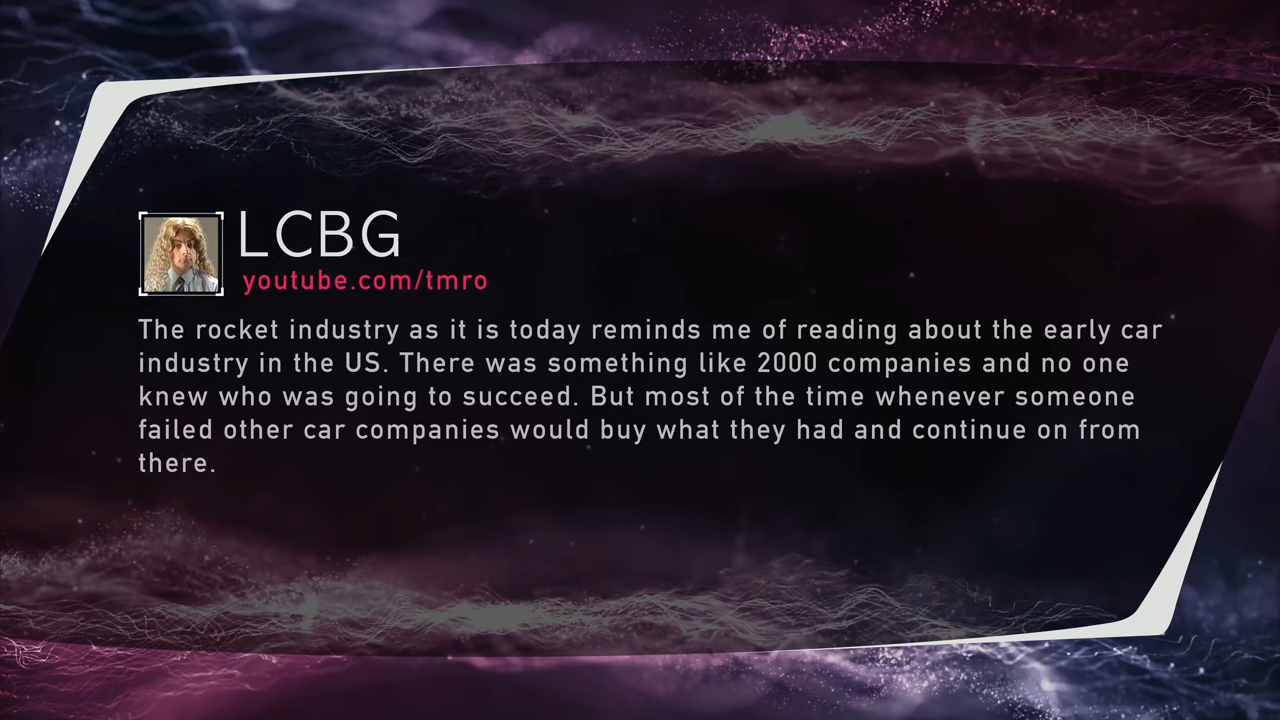 LCBG
youtube.com/tmro
The rocket industry as it is today reminds me of reading about the early car
industry in the US. There was something like 2000 companies and no one
knew who was going to succeed. But most of the time whenever someone
failed other car companies would buy what they had and continue on from
there.